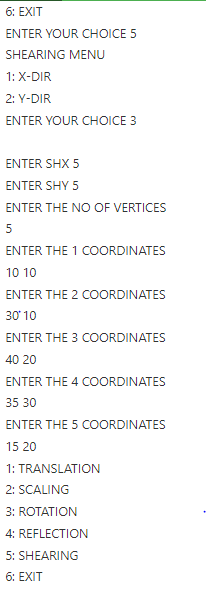 6: EXIT
ENTER YOUR CHOICE 5
SHEARING MENU
1: X-DIR
2: Y-DIR
ENTER YOUR CHOICE 3
ENTER SHX 5
ENTER SHY 5
ENTER THE NO OF VERTICES
5
ENTER THE 1 COORDINATES
10 10
ENTER THE 2 COORDINATES
30 10
ENTER THE 3 COORDINATES
40 20
ENTER THE 4 COORDINATES
35 30
ENTER THE 5 COORDINATES
15 20
1: TRANSLATION
2: SCALING
3: ROTATION
4: REFLECTION
5: SHEARING
6: EXIT